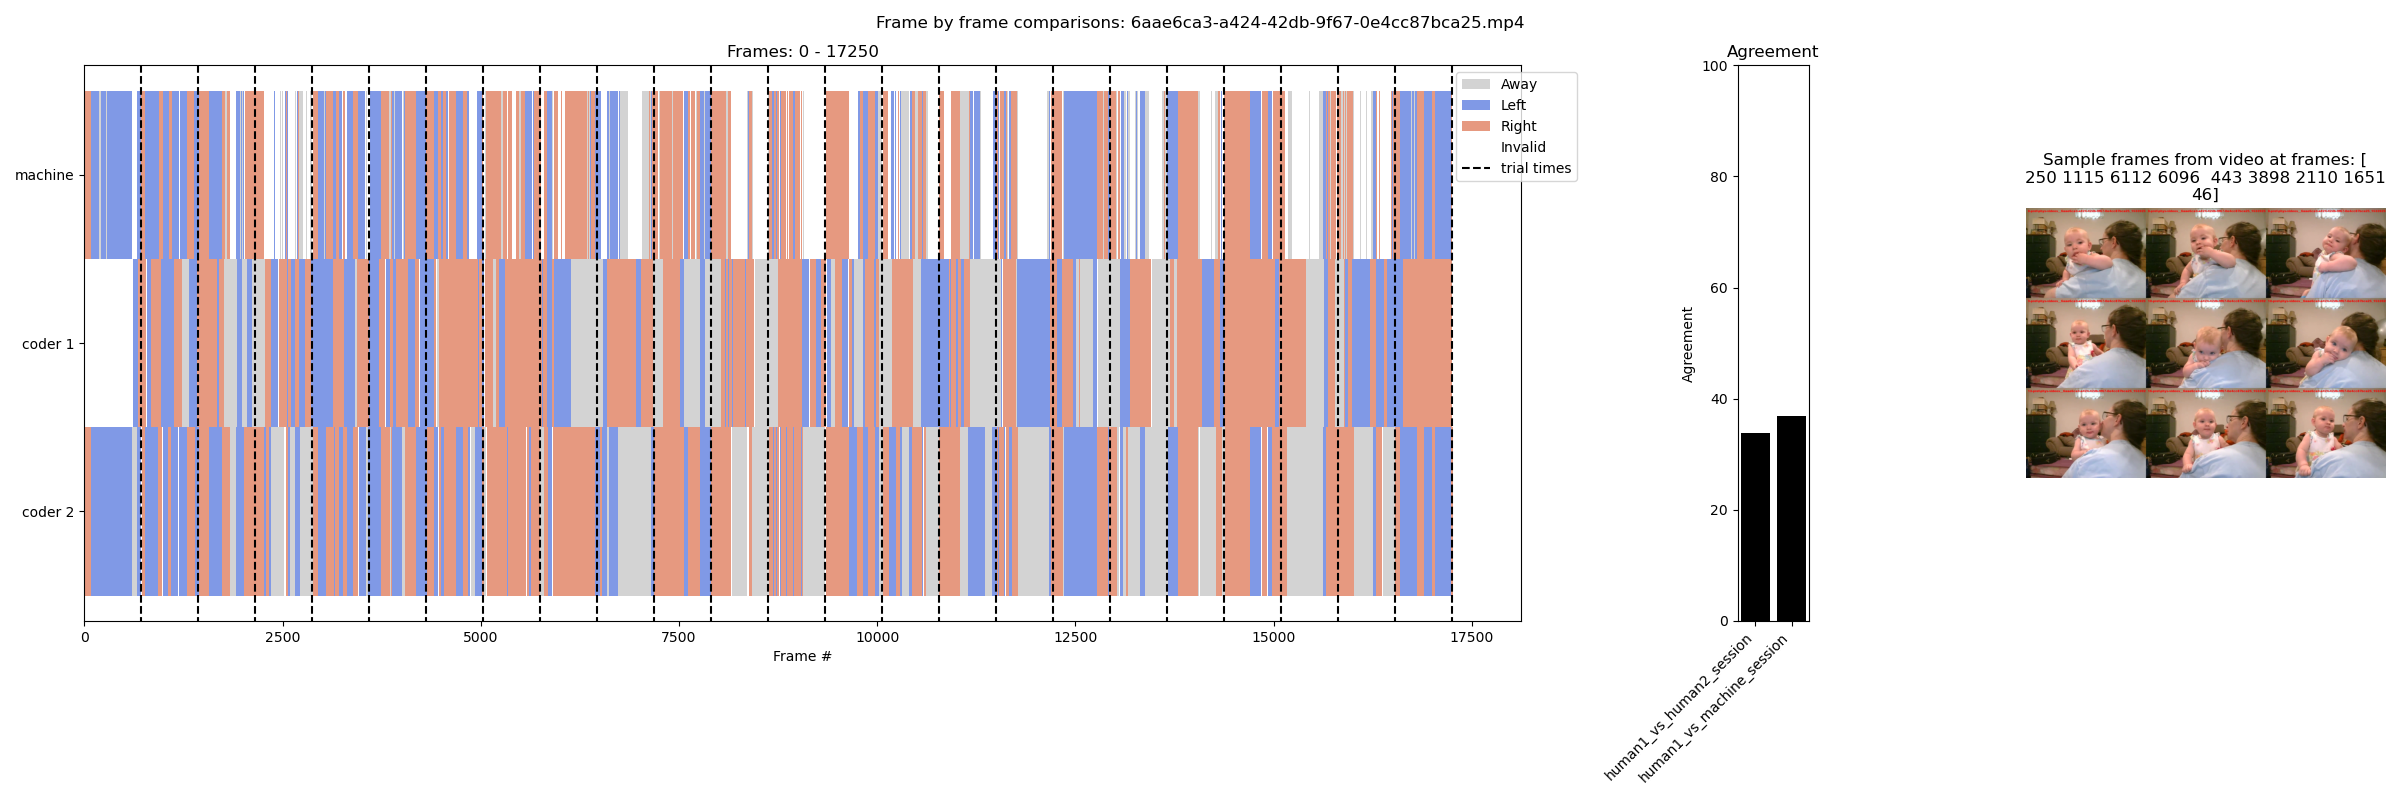 Frame by frame comparisons: 6aae6ca3-a424-42db-9f67-0e4cc87bca25.mp4
Frames: 0 - 17250
machine
coder 1
coder 2
0
2500
5000
7500
10000
12500
15000
17500
Frame #
Away
Left
Right
Invalid
trial times
Agreement
100
80
60
40
20
0
Agreement
human1_vs_human2_session
human1_vs_machine_session
Sample frames from video at frames: [
250 1115 6112 6096  443 3898 2110 1651
46]